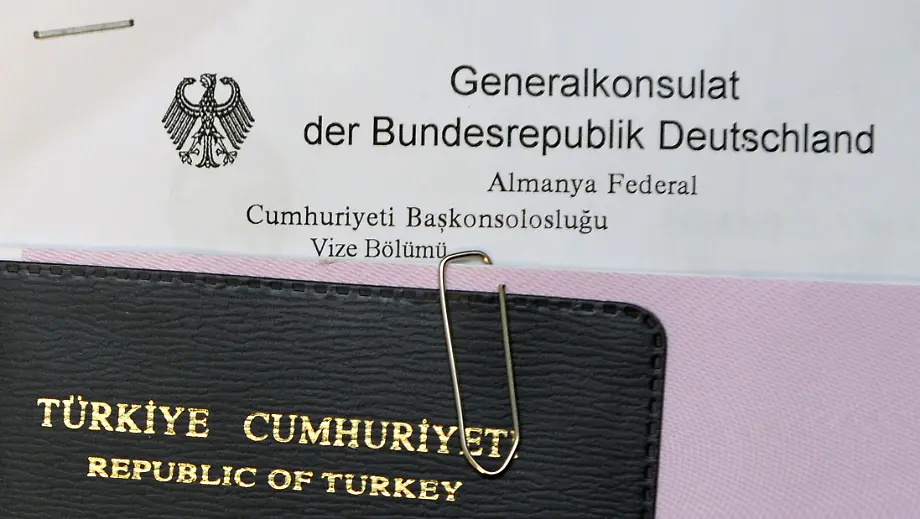 Generalkonsulat
der Bundesrepublik Deutschland
Almanya Federal
Cumhuriyeti Başkonsolosluğu
Vize Bölümü
TÜRKİYE CUMHURİYETİ
REPUBLIC OF TURKEY